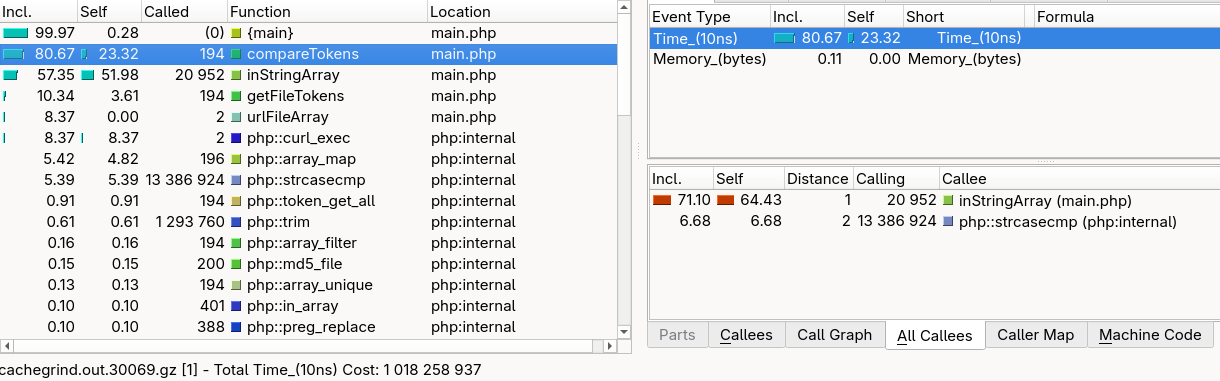 Incl. Self Called Function Location
99.97 0.28 (0) {main} main.php
80.67 23.32 194 compareTokens main.php
57.35 51.98 20 952 inStringArray main.php
10.34 3.61 194 getFileTokens main.php
8.37 0.00 2 urlFileArray main.php
8.37 8.37 2 php::curl_exec php:internal
5.42 4.82 196 php::array_map php:internal
5.39 5.39 13 386 924 php::strcasecmp php:internal
0.91 0.91 194 php::token_get_all php:internal
0.61 0.61 1 293 760 php::trim php:internal
0.16 0.16 194 php::array_filter php:internal
0.15 0.15 200 php::md5_file php:internal
0.13 0.13 194 php::array_unique php:internal
0.10 0.10 401 php::in_array php:internal
0.10 0.10 388 php::preg_replace php:internal
Event Type Incl. Self Short Formula
Time_(10ns) 80.67 23.32 Time_(10ns)
Memory_(bytes) 0.11 0.00 Memory_(bytes)
Incl. Self Distance Calling Callee
71.10 64.43 1 20 952 inStringArray (main.php)
6.68 6.68 2 13 386 924 php::strcasecmp (php:internal)
Parts Callees Call Graph All Callees Caller Map Machine Code
cachegrind.out.30069.gz [1] - Total Time_(10ns) Cost: 1 018 258 937